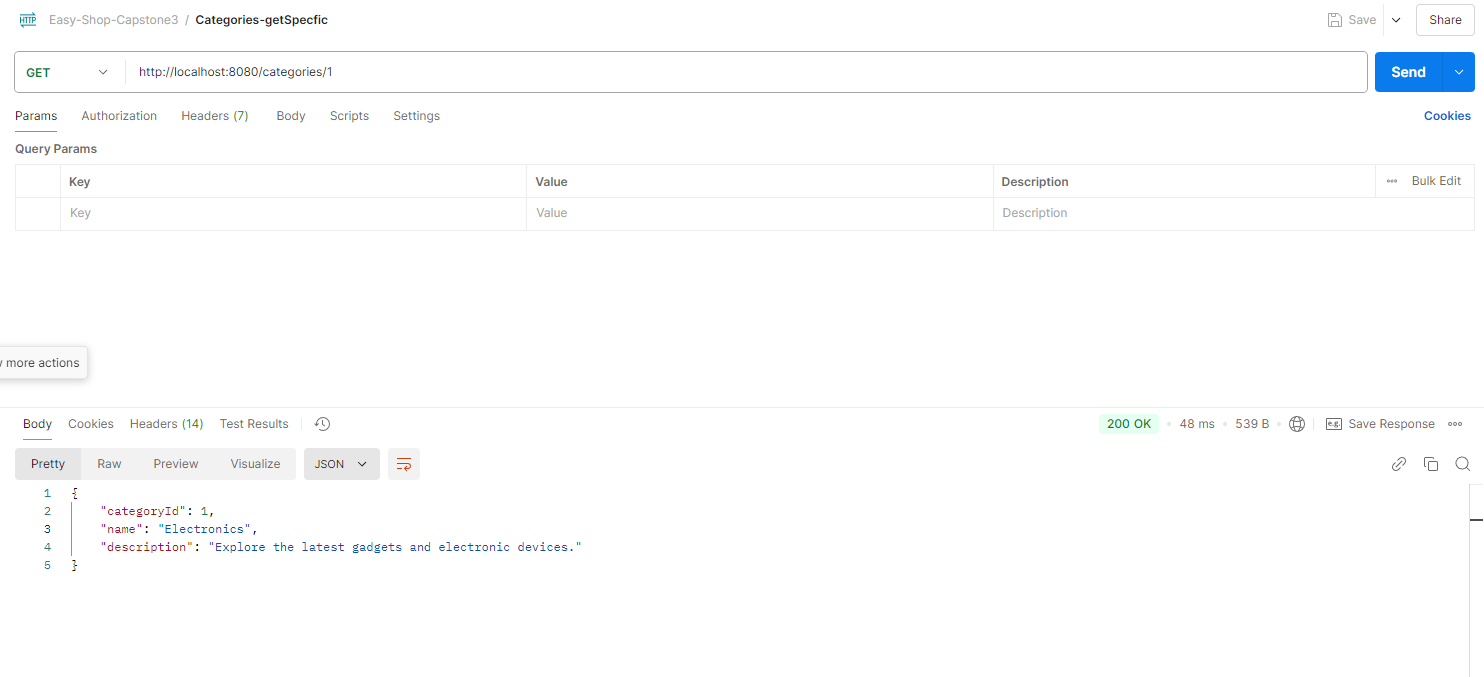 HTTP Easy-Shop-Capstone3 / Categories-getSpecfic Save Share
GET http://localhost:8080/categories/1 Send
Params Authorization Headers (7) Body Scripts Settings Cookies
Query Params
Key Value Description Bulk Edit
Key Value Description
more actions
Body Cookies Headers (14) Test Results 200 OK 48 ms 539 B e.g. Save Response
Pretty Raw Preview Visualize JSON
1 {
2 "categoryId": 1,
3 "name": "Electronics",
4 "description": "Explore the latest gadgets and electronic devices."
5 }